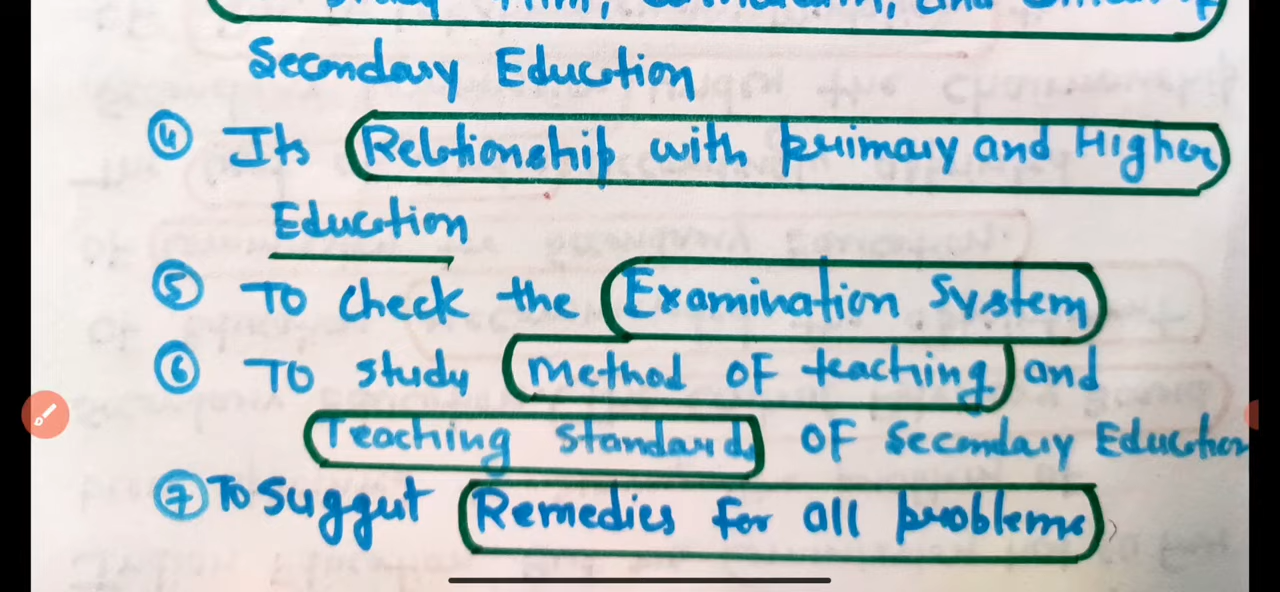 Secondary Education
④ Its Relationship with primary and Higher
Education
⑤ To check the Examination System
⑥ To study method of teaching and
Teaching standards of Secondary Education
⑦ To suggest Remedies for all problems